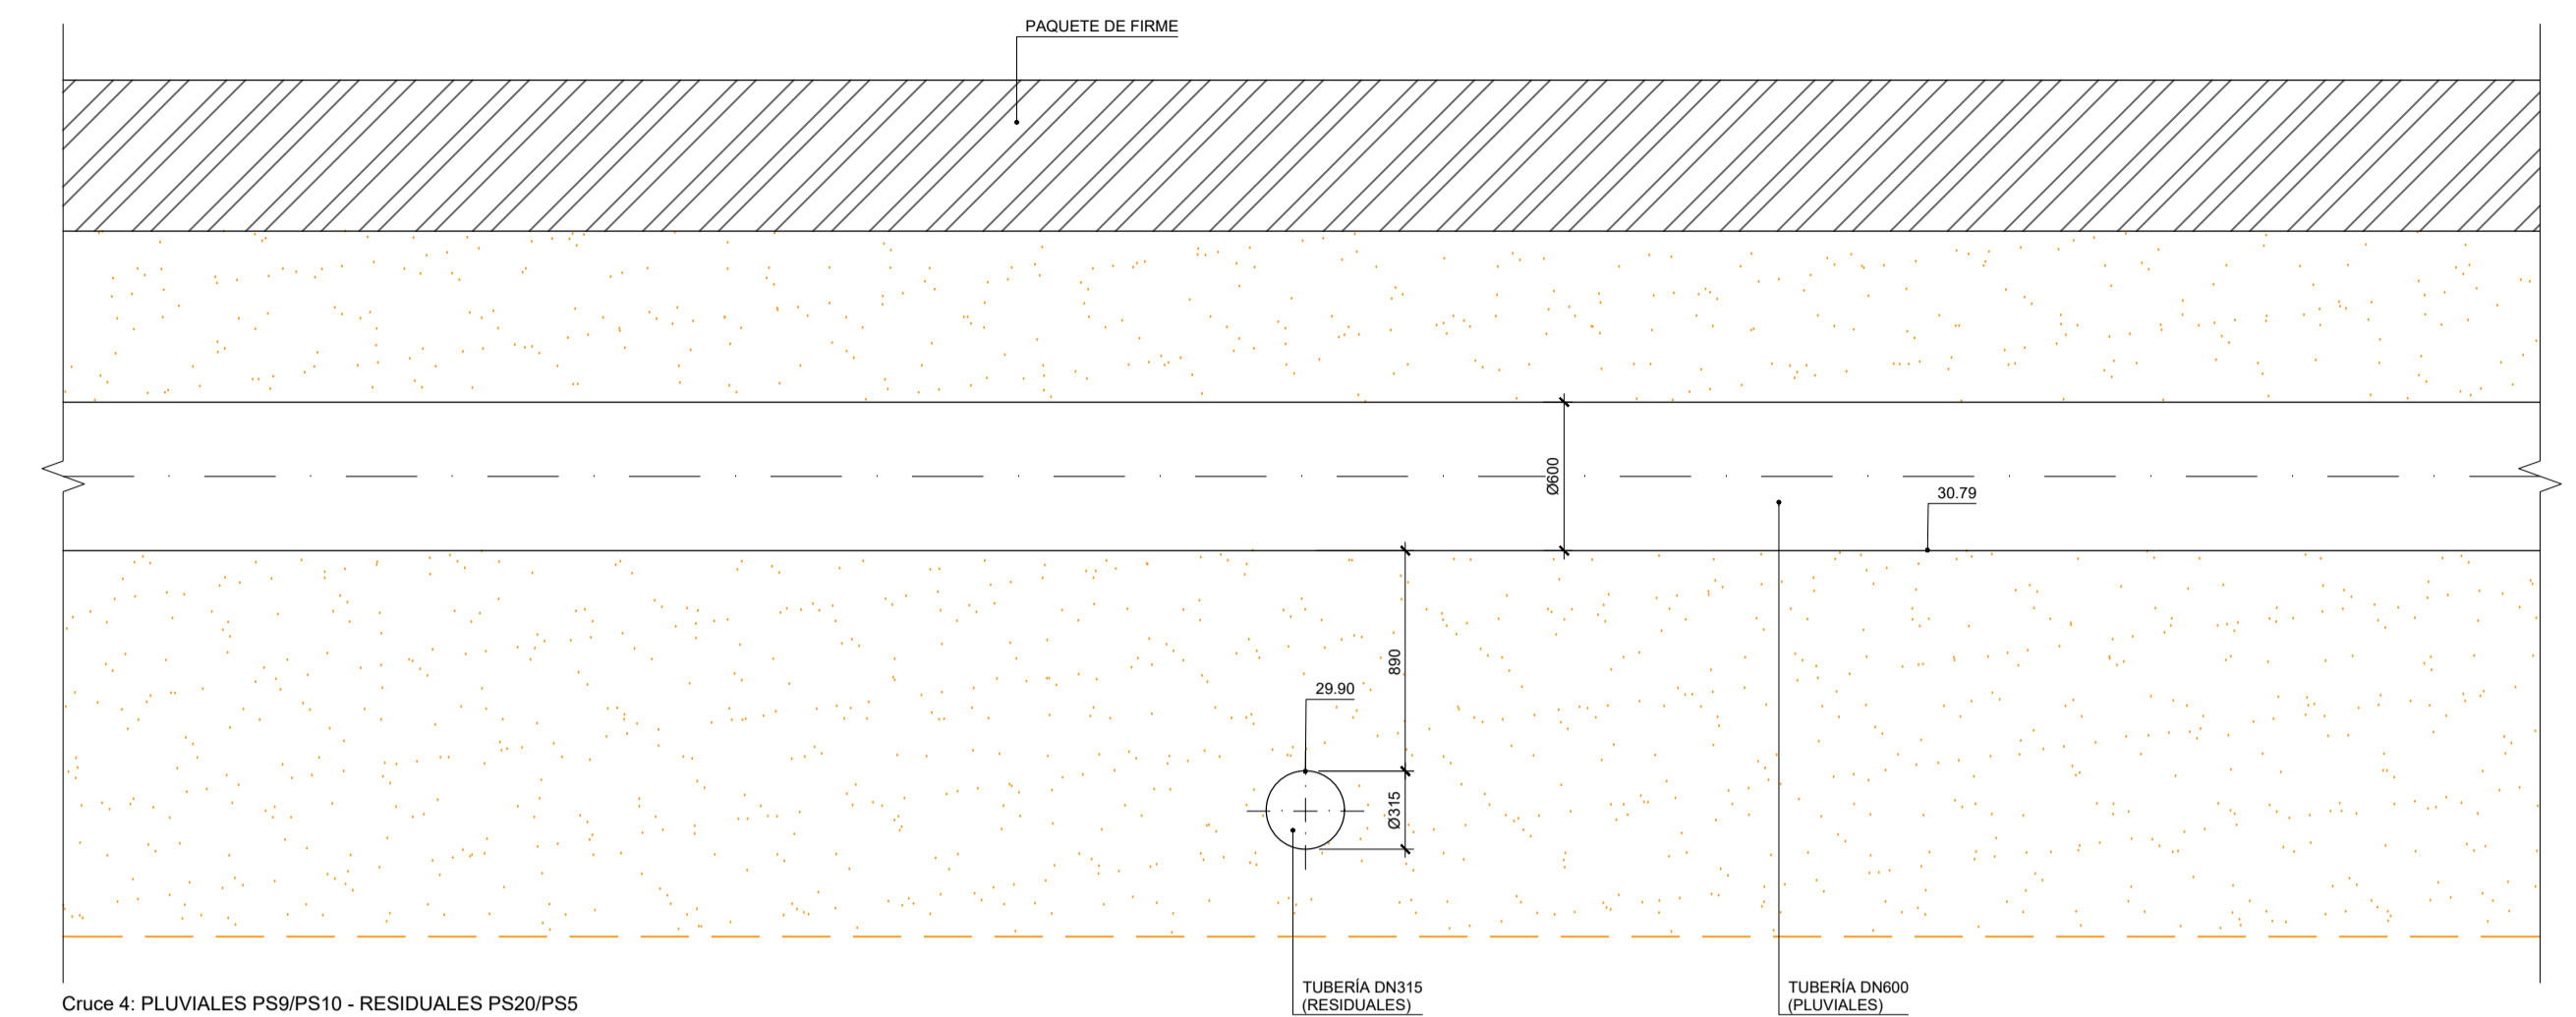 PAQUETE DE FIRME
Ø600
30.79
890
29.90
Ø315
TUBERÍA DN315
(RESIDUALES)
TUBERÍA DN600
(PLUVIALES)
Cruce 4: PLUVIALES PS9/PS10 - RESIDUALES PS20/PS5